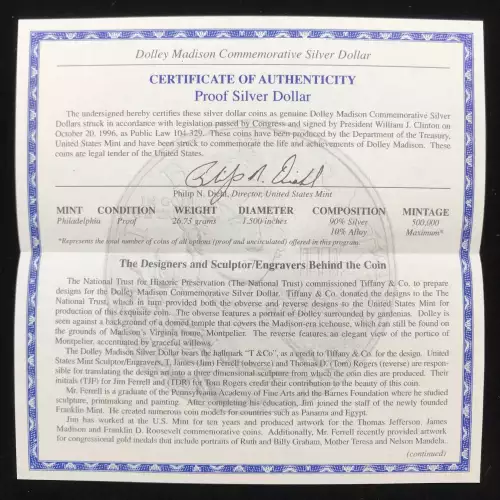 Dolley Madison Commemorative Silver Dollar
CERTIFICATE OF AUTHENTICITY
Proof Silver Dollar
The undersigned hereby certifies these silver dollar coins as genuine Dolley Madison Commemorative Silver
Dollars struck in accordance with legislation passed by Congress and signed by President William J. Clinton on
October 20, 1996, as Public Law 104-329. These coins have been produced by the Department of the Treasury,
United States Mint and have been struck to commemorate the life and achievements of Dolley Madison. These
coins are legal tender of the United States.
Philip N. Diehl
Philip N. Diehl, Director, United States Mint
MINT CONDITION WEIGHT DIAMETER COMPOSITION MINTAGE
Philadelphia Proof 26.73 grams 1.500 inches 90% Silver 500,000
10% Alloy Maximum*
*Represents the total number of coins of all options (proof and uncirculated) offered in this program.
The Designers and Sculptor/Engravers Behind the Coin
The National Trust for Historic Preservation (The National Trust) commissioned Tiffany & Co. to prepare
designs for the Dolley Madison Commemorative Silver Dollar. Tiffany & Co. donated the designs to the The
National Trust, which in turn provided both the obverse and reverse designs to the United States Mint for
production of this exquisite coin. The obverse features a portrait of Dolley surrounded by gardenias. Dolley is
seen against a background of a domed temple that covers the Madison-era icehouse, which can still be found on
the grounds of Madison's Virginia home, Montpelier. The reverse features an elegant view of the portico of
Montpelier, accentuated by graceful willows.
The Dolley Madison Silver Dollar bears the hallmark "T &Co", as a credit to Tiffany & Co. for the design. United
States Mint Sculptor/Engravers, T. James (Jim) Ferrell (obverse) and Thomas D. (Tom) Rogers (reverse) are respon-
sible for translating the design art into a three dimensional sculpture from which the coin dies are produced. Their
initials (TJF) for Jim Ferrell and (TDR) for Tom Rogers credit their contribution to the beauty of this coin.
Mr. Ferrell is a graduate of the Pennsylvania Academy of Fine Arts and the Barnes Foundation where he studied
sculpture, printmaking and painting. After completing his education, Jim joined the staff of the newly founded
Franklin Mint. He created numerous coin models for countries such as Panama and Egypt.
Jim has worked at the U.S. Mint for ten years and produced artwork for the Thomas Jefferson, James
Madison and Franklin D. Roosevelt commemorative coins. Additionally, Mr. Ferrell recently provided artwork
for congressional gold medals that include portraits of Ruth and Billy Graham, Mother Teresa and Nelson Mandela.
(continued)